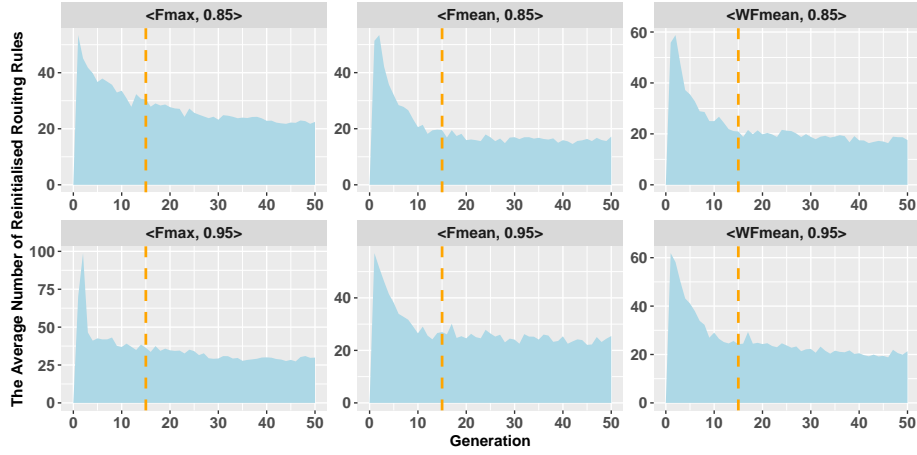 The Average Number of Reinitialised Rouitng Rules
<Fmax, 0.85>
40
20
0
0 10 20 30 40 50
<Fmean, 0.85>
40
20
0
0 10 20 30 40 50
<WFmean, 0.85>
60
40
20
0
0 10 20 30 40 50
<Fmax, 0.95>
100
75
50
25
0
0 10 20 30 40 50
<Fmean, 0.95>
40
20
0
0 10 20 30 40 50
<WFmean, 0.95>
60
40
20
0
0 10 20 30 40 50
Generation